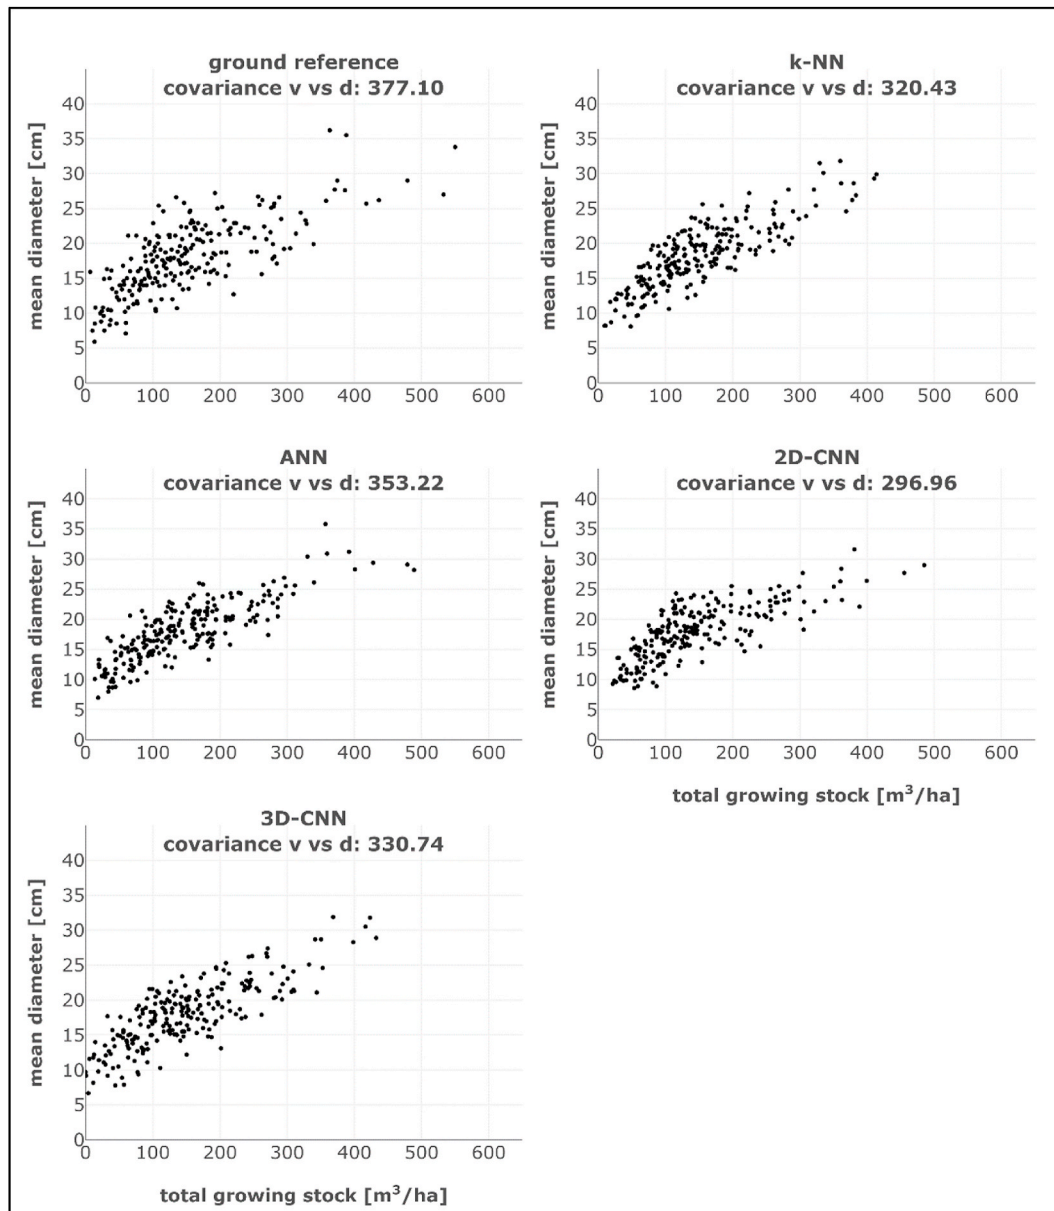 ground reference
covariance v vs d: 377.10
mean diameter [cm]
40
35
30
25
20
15
10
5
0
0 100 200 300 400 500 600
k-NN
covariance v vs d: 320.43
mean diameter [cm]
40
35
30
25
20
15
10
5
0
0 100 200 300 400 500 600
ANN
covariance v vs d: 353.22
mean diameter [cm]
40
35
30
25
20
15
10
5
0
0 100 200 300 400 500 600
2D-CNN
covariance v vs d: 296.96
mean diameter [cm]
40
35
30
25
20
15
10
5
0
0 100 200 300 400 500 600
total growing stock [m³/ha]
3D-CNN
covariance v vs d: 330.74
mean diameter [cm]
40
35
30
25
20
15
10
5
0
0 100 200 300 400 500 600
total growing stock [m³/ha]